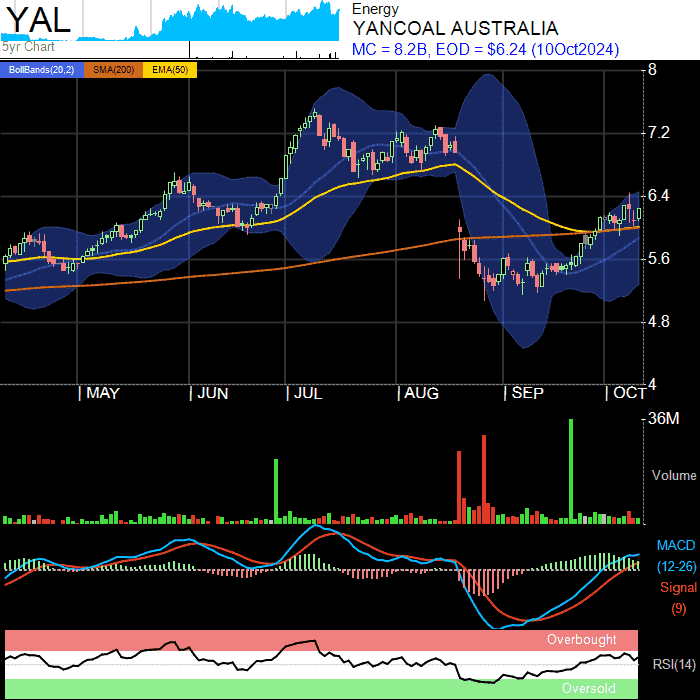 YAL
5yr Chart
Energy
YANCOAL AUSTRALIA
MC = 8.2B, EOD = $6.24 (10Oct2024)
BollBands(20,2) SMA(200) EMA(50)
8
7.2
6.4
5.6
4.8
4
MAY JUN JUL AUG SEP OCT
36M
Volume
MACD
(12-26)
Signal
(9)
Overbought
RSI(14)
Oversold